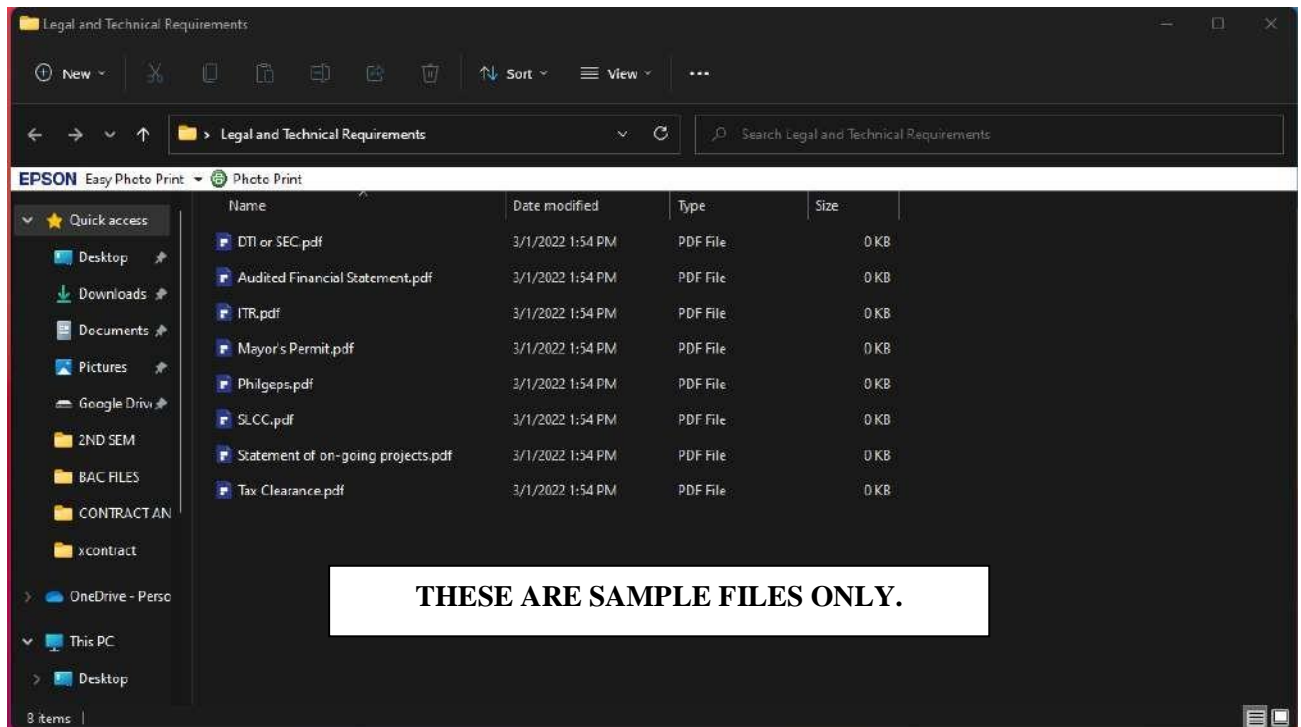 Legal and Technical Requirements
New
Sort
View
...
Legal and Technical Requirements
Search Legal and Technical Requirements
EPSON Easy Photo Print Photo Print
Name Date modified Type Size
Quick access
DTI or SEC.pdf 3/1/2022 1:54 PM PDF File 0 KB
Desktop
Audited Financial Statement.pdf 3/1/2022 1:54 PM PDF File 0 KB
Downloads
ITR.pdf 3/1/2022 1:54 PM PDF File 0 KB
Documents
Mayor's Permit.pdf 3/1/2022 1:54 PM PDF File 0 KB
Pictures
Philgeps.pdf 3/1/2022 1:54 PM PDF File 0 KB
Google Driv
SLCC.pdf 3/1/2022 1:54 PM PDF File 0 KB
2ND SEM
Statement of on-going projects.pdf 3/1/2022 1:54 PM PDF File 0 KB
BAC FILES
Tax Clearance.pdf 3/1/2022 1:54 PM PDF File 0 KB
CONTRACT AN
xcontract
OneDrive - Perso
THESE ARE SAMPLE FILES ONLY.
This PC
Desktop
8 items